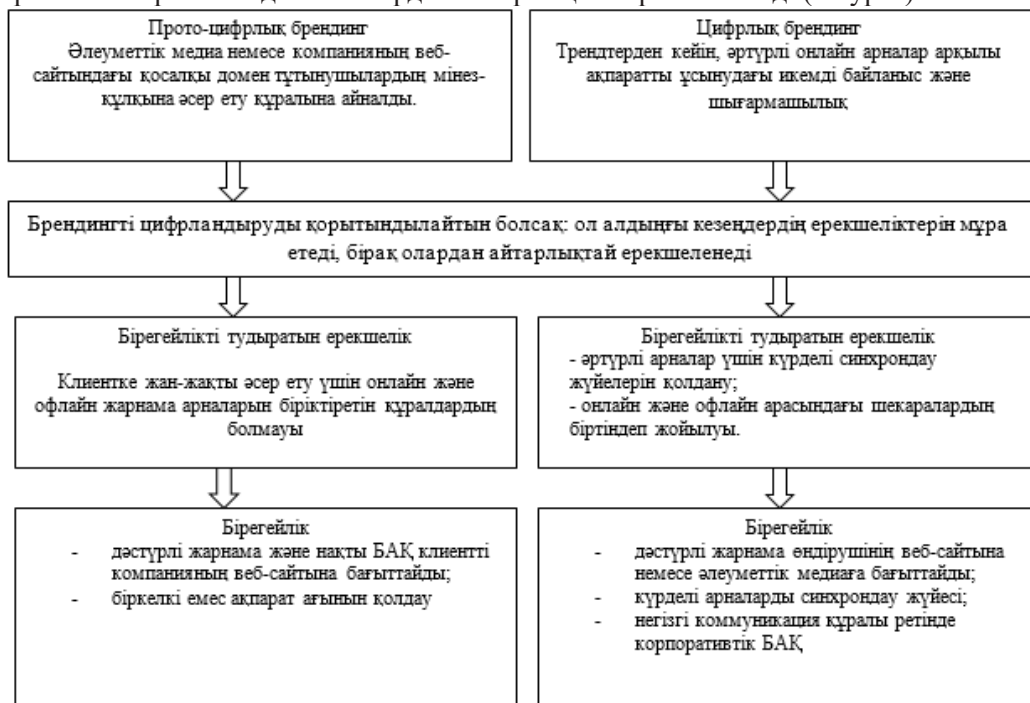 Прото-цифрлық брендинг
Әлеуметтік медиа немесе компанияның веб-
сайтындағы қосалқы домен тұтынушылардың мінез-
құлқына әсер ету құралына айналды.
Цифрлық брендинг
Трендтерден кейін, әртүрлі онлайн арналар арқылы
ақпаратты ұсынудағы икемді байланыс және
шығармашылық
Брендингті цифрландыруды қорытындылайтын болсақ: ол алдыңғы кезеңдердің ерекшеліктерін мұра
етеді, бірақ олардан айтарлықтай ерекшеленеді
Бірегейлікті тудыратын ерекшелік
Клиентке жан-жақты әсер ету үшін онлайн және
офлайн жарнама арналарын біріктіретін құралдардың
болмауы
Бірегейлікті тудыратын ерекшелік
- әртүрлі арналар үшін күрделі синхрондау
жүйелерін қолдану;
- онлайн және офлайн арасындағы шекаралардың
біртіндеп жойылуы.
Бірегейлік
- дәстүрлі жарнама және нақты БАҚ клиентті
компанияның веб-сайтына бағыттайды;
- біркелкі емес ақпарат ағынын қолдау
Бірегейлік
- дәстүрлі жарнама өндірушінің веб-сайтына
немесе әлеуметтік медиаға бағыттайды;
- күрделі арналарды синхрондау жүйесі;
- негізгі коммуникация құралы ретінде
корпоративтік БАҚ